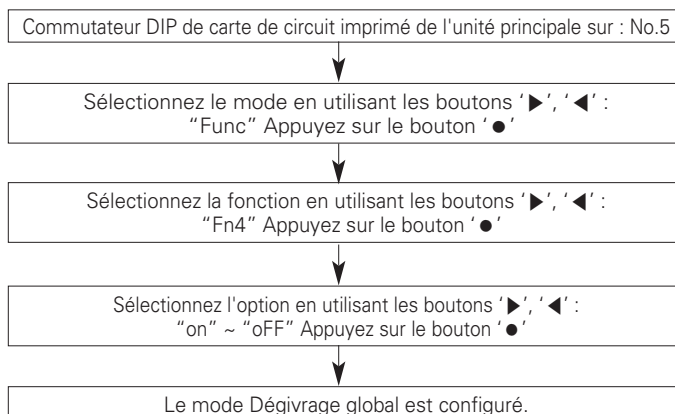 Commutateur DIP de carte de circuit imprimé de l'unité principale sur : No.5
Sélectionnez le mode en utilisant les boutons ‘▶’, ‘◀’ :
“Func” Appuyez sur le bouton ‘●’
Sélectionnez la fonction en utilisant les boutons ‘▶’, ‘◀’ :
“Fn4” Appuyez sur le bouton ‘●’
Sélectionnez l'option en utilisant les boutons ‘▶’, ‘◀’ :
“on” ~ “oFF” Appuyez sur le bouton ‘●’
Le mode Dégivrage global est configuré.